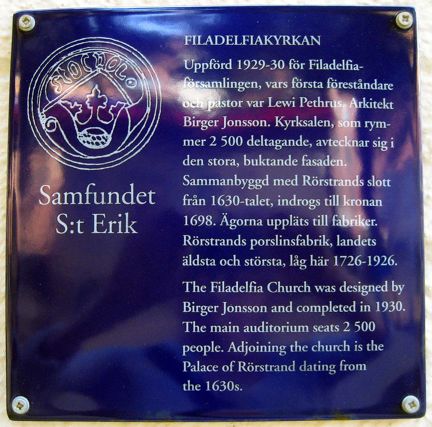 STOCHOLM
Samfundet
S:t Erik
FILADELFIAKYRKAN
Uppförd 1929-30 för Filadelfia-
församlingen, vars första föreståndare
och pastor var Lewi Pethrus. Arkitekt
Birger Jonsson. Kyrksalen, som rym-
mer 2 500 deltagande, avtecknar sig i
den stora, buktande fasaden.
Sammanbyggd med Rörstrands slott
från 1630-talet, indrogs till kronan
1698. Ägorna uppläts till fabriker.
Rörstrands porslinsfabrik, landets
äldsta och största, låg här 1726-1926.
The Filadelfia Church was designed by
Birger Jonsson and completed in 1930.
The main auditorium seats 2 500
people. Adjoining the church is the
Palace of Rörstrand dating from
the 1630s.